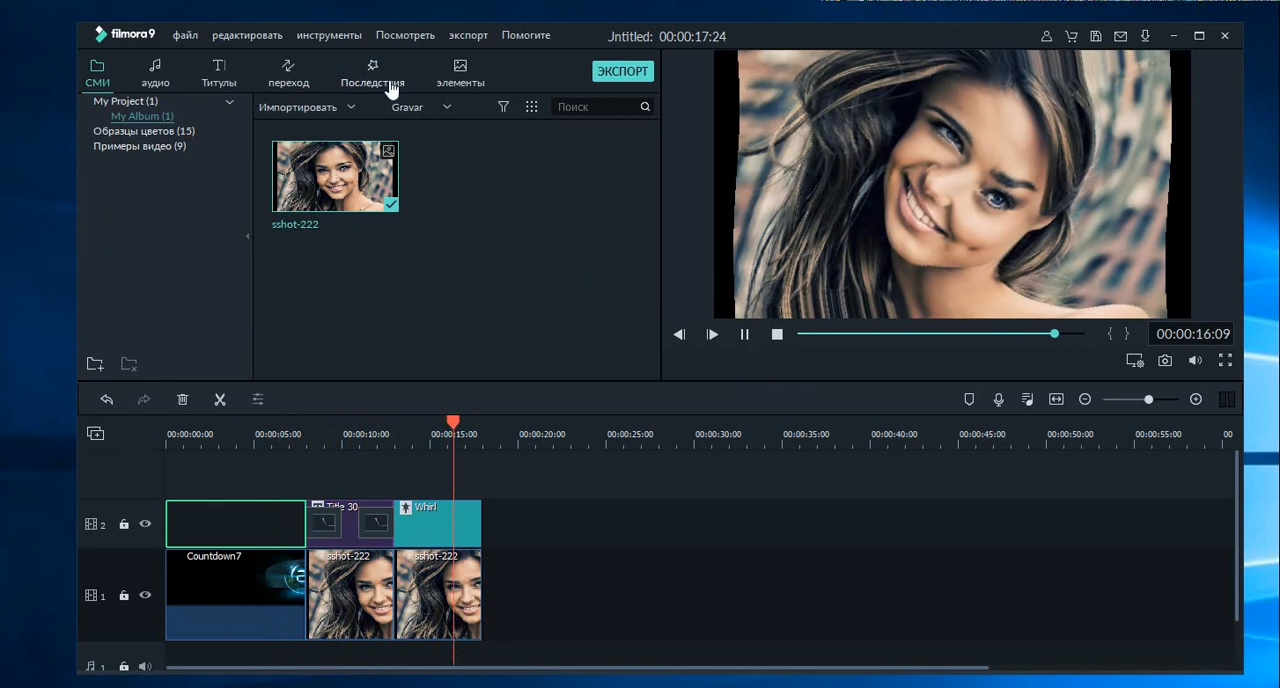 filmora9 файл редактировать инструменты Посмотреть экспорт Помогите Jntitled: 00:00:17:24
СМИ аудио Титулы переход Последствия элементы ЭКСПОРТ
My Project (1) Импортировать Gravar Поиск
My Album (1)
Образцы цветов (15)
Примеры видео (9)
sshot-222
00:00:16:09
00:00:00:00 00:00:05:00 00:00:10:00 00:00:15:00 00:00:20:00 00:00:25:00 00:00:30:00 00:00:35:00 00:00:40:00 00:00:45:00 00:00:50:00 00:00:55:00 00
2 Title 30 Whirl
Countdown7 sshot-222 sshot-222
1
1